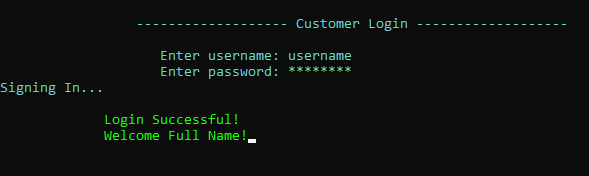 ------------------- Customer Login -------------------
Enter username: username
Enter password: ********
Signing In...
Login Successful!
Welcome Full Name!